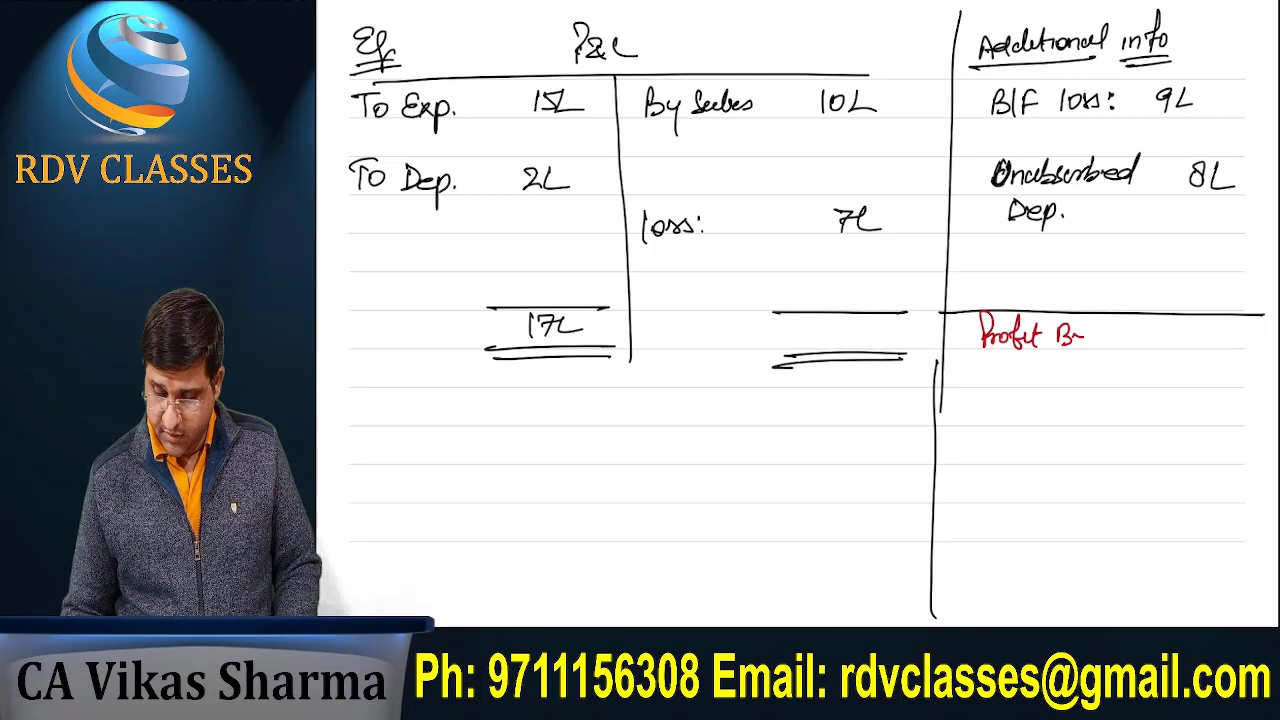 RDV CLASSES
Eg
P&L
To Exp. 15L
By Sales 10L
To Dep. 2L
loss: 7L
17L
Additional info
B/F loss: 9L
Unabsorbed 8L
Dep.
Profit B
CA Vikas Sharma
Ph: 9711156308 Email: rdvclasses@gmail.com